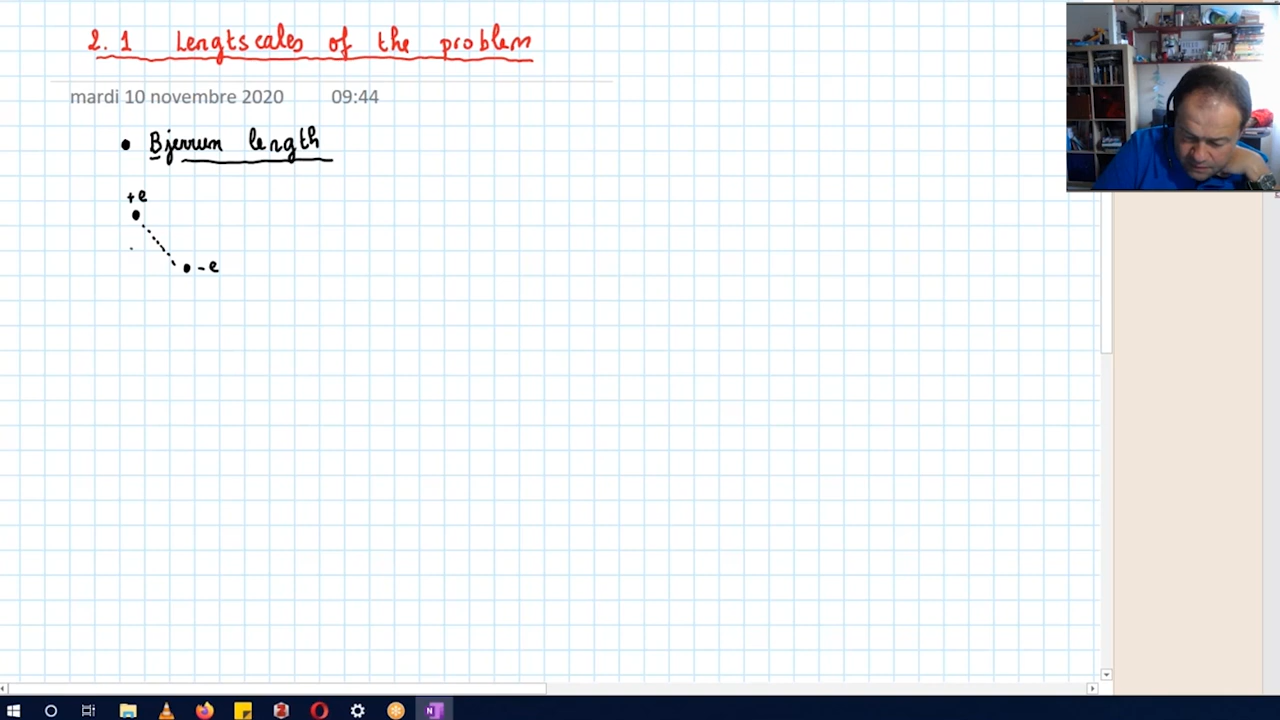 2.1 Lengtscales of the problem
mardi 10 novembre 2020 09:44
• Bjerrum length
+e
-e